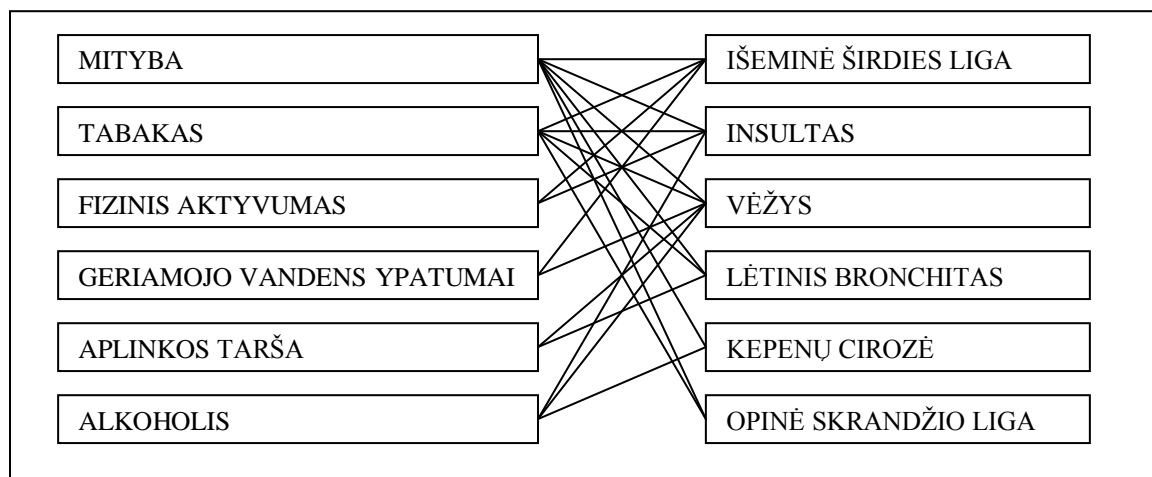 MITYBA
TABAKAS
FIZINIS AKTYVUMAS
GERIAMOJO VANDENS YPATUMAI
APLINKOS TARŠA
ALKOHOLIS
IŠEMINĖ ŠIRDIES LIGA
INSULTAS
VĖŽYS
LĖTINIS BRONCHITAS
KEPENŲ CIROZĖ
OPINĖ SKRANDŽIO LIGA